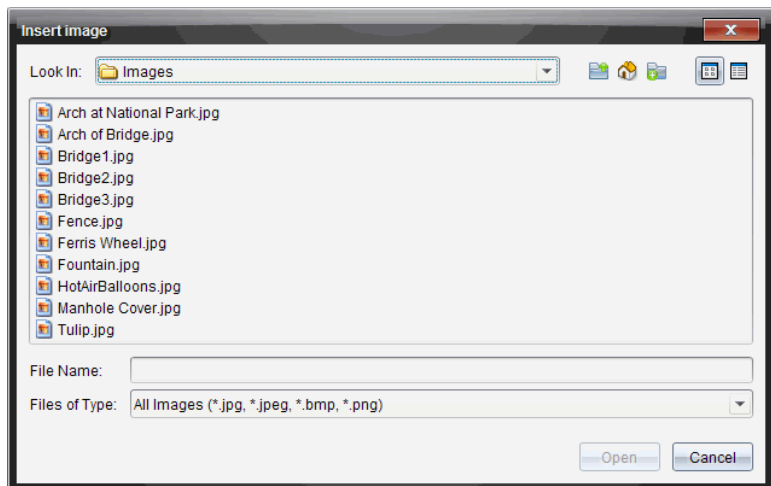 Insert image
Look In: Images
Arch at National Park.jpg
Arch of Bridge.jpg
Bridge1.jpg
Bridge2.jpg
Bridge3.jpg
Fence.jpg
Ferris Wheel.jpg
Fountain.jpg
HotAirBalloons.jpg
Manhole Cover.jpg
Tulip.jpg
File Name:
Files of Type: All Images (*.jpg, *.jpeg, *.bmp, *.png)
Open Cancel